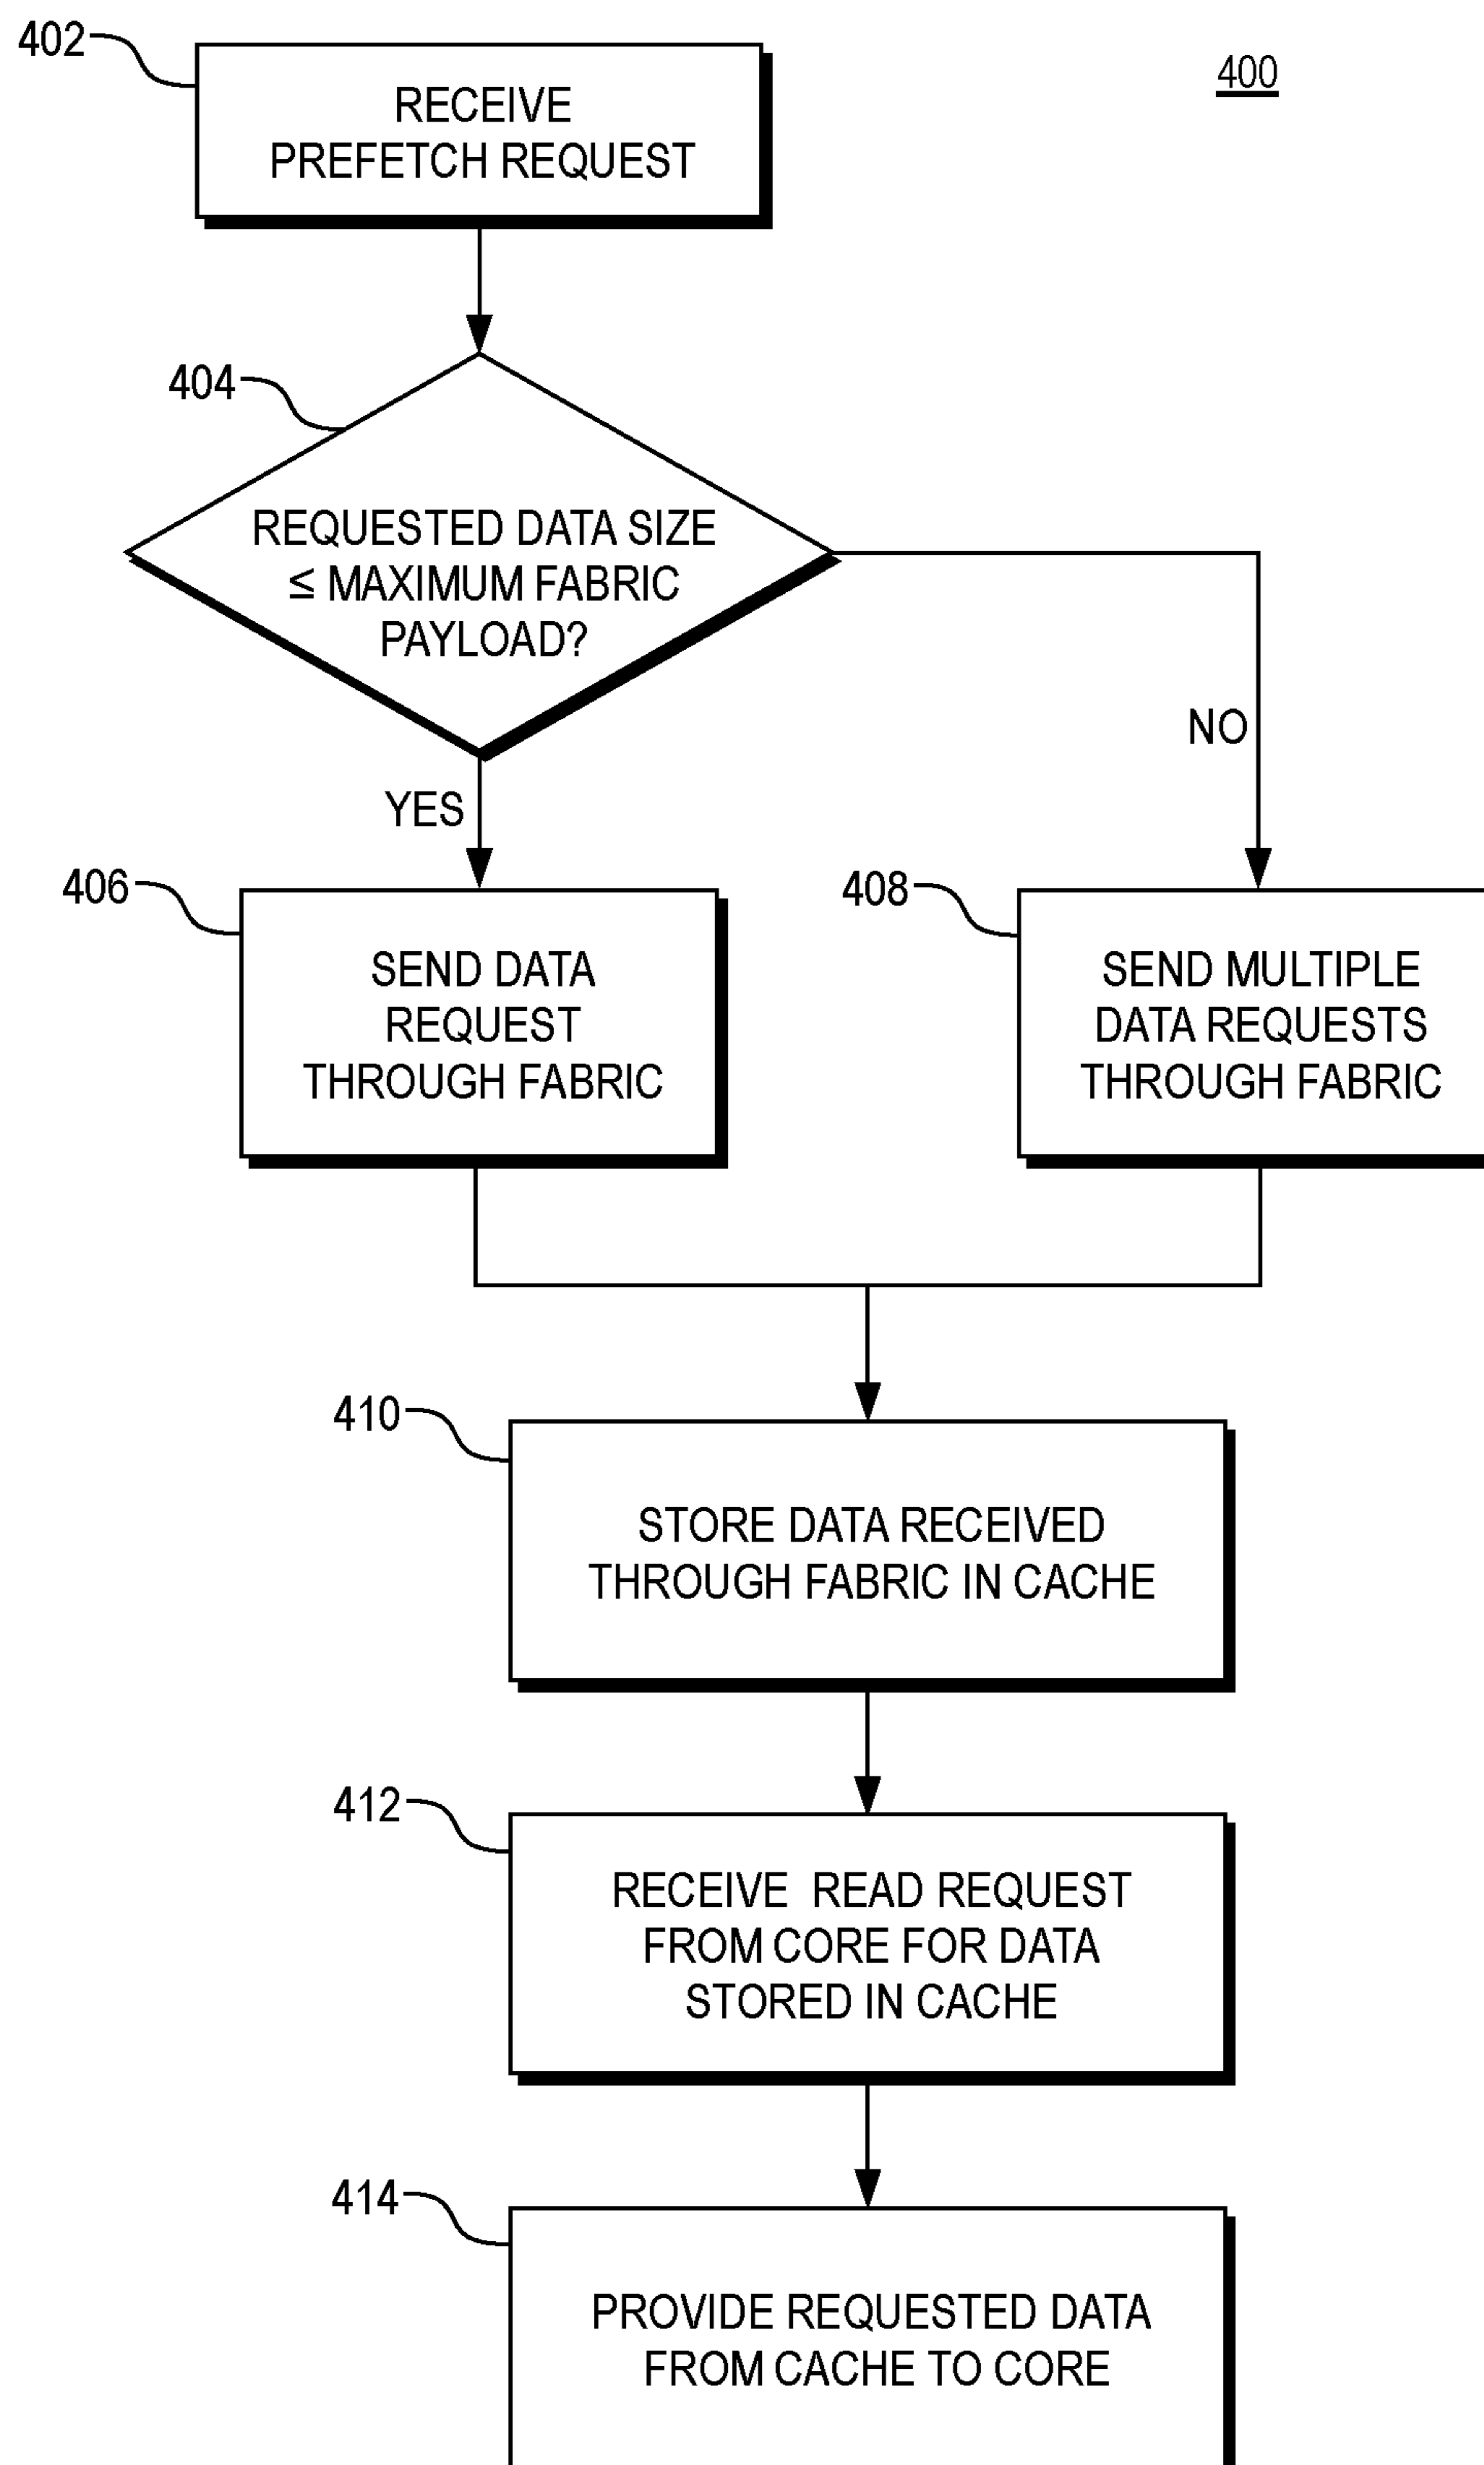 402
400
RECEIVE
PREFETCH REQUEST
404
REQUESTED DATA SIZE
≤ MAXIMUM FABRIC
PAYLOAD?
NO
YES
406
SEND DATA
REQUEST
THROUGH FABRIC
408
SEND MULTIPLE
DATA REQUESTS
THROUGH FABRIC
410
STORE DATA RECEIVED
THROUGH FABRIC IN CACHE
412
RECEIVE READ REQUEST
FROM CORE FOR DATA
STORED IN CACHE
414
PROVIDE REQUESTED DATA
FROM CACHE TO CORE